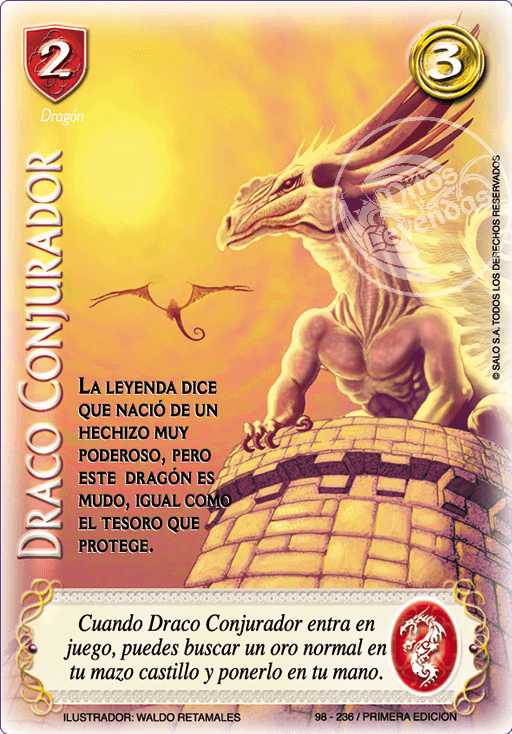 2
3
Dragón
DRACO CONJURADOR
Mitos
Leyendas
© SALO S.A. TODOS LOS DERECHOS RESERVADOS
LA LEYENDA DICE
QUE NACIÓ DE UN
HECHIZO MUY
PODEROSO, PERO
ESTE DRAGÓN ES
MUDO, IGUAL COMO
EL TESORO QUE
PROTEGE.
Cuando Draco Conjurador entra en
juego, puedes buscar un oro normal en
tu mazo castillo y ponerlo en tu mano.
ILUSTRADOR: WALDO RETAMALES
98 - 236 / PRIMERA EDICIÓN